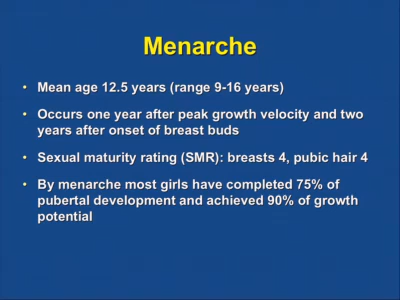 Menarche
• Mean age 12.5 years (range 9-16 years)
• Occurs one year after peak growth velocity and two
years after onset of breast buds
• Sexual maturity rating (SMR): breasts 4, pubic hair 4
• By menarche most girls have completed 75% of
pubertal development and achieved 90% of growth
potential